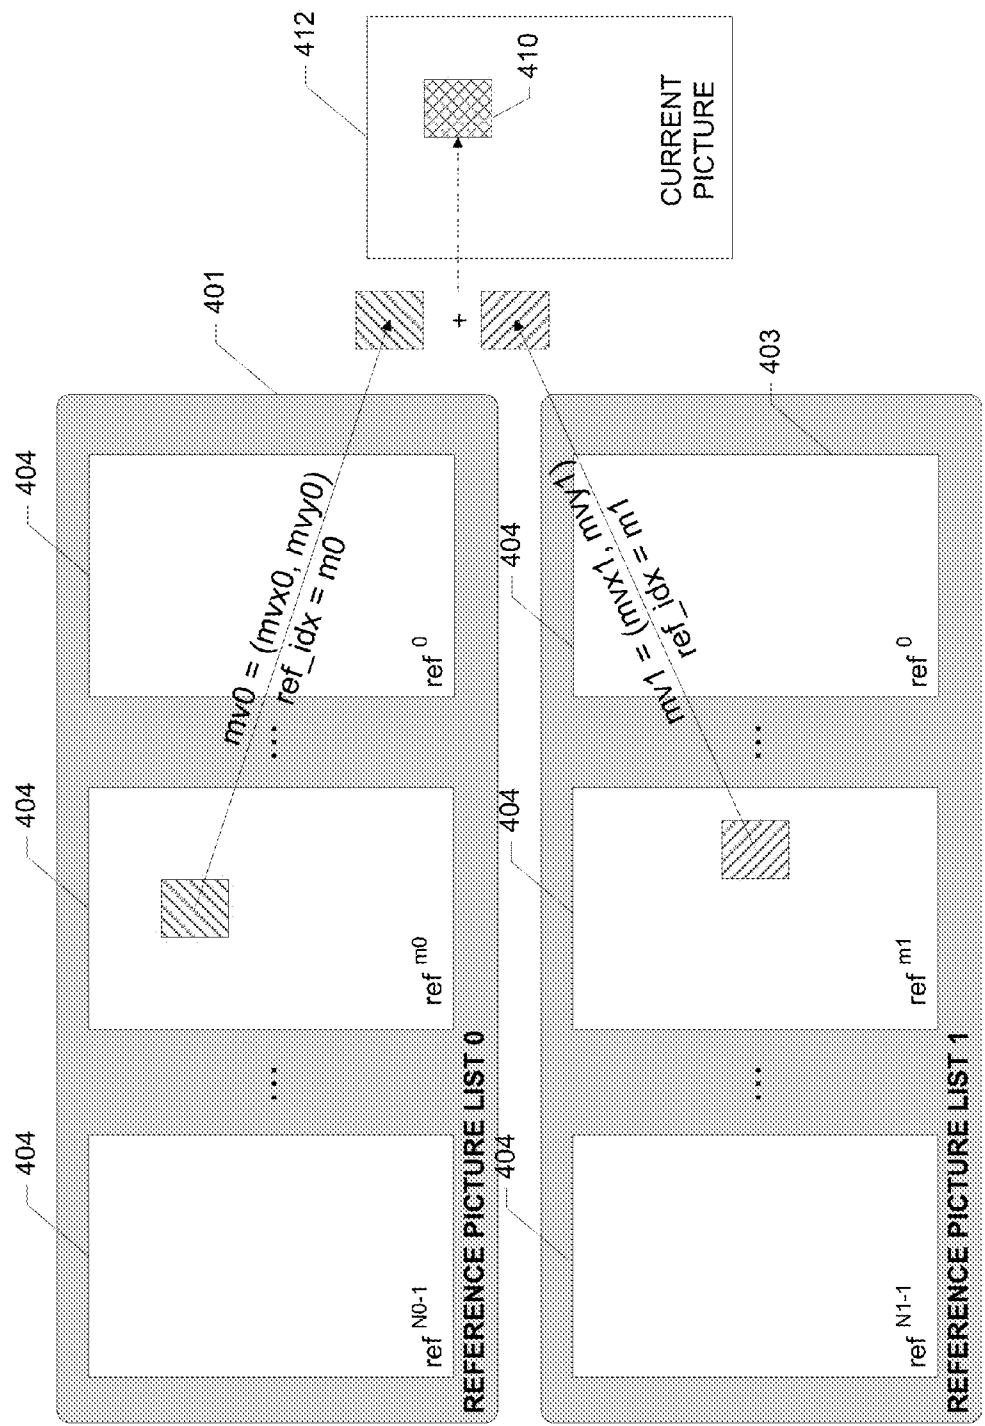 404
404
404
401
412
mv0 = (mvx0, mvy0)
ref_idx = m0
...
...
ref N0-1
ref m0
ref 0
REFERENCE PICTURE LIST 0
+
410
CURRENT
PICTURE
404
404
404
403
mv1 = (mvx1, mvy1)
ref_idx = m1
...
...
ref N1-1
ref m1
ref 0
REFERENCE PICTURE LIST 1